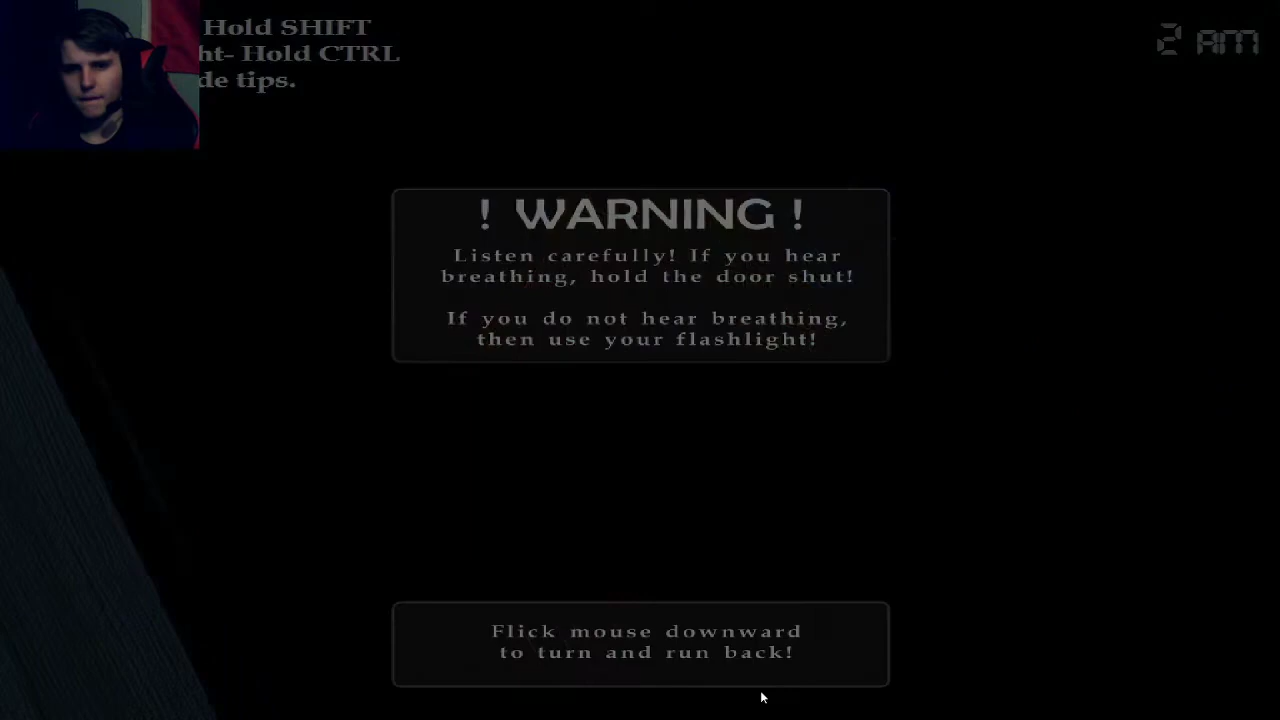 Hold SHIFT
2 AM
ht- Hold CTRL
de tips.
! WARNING !
Listen carefully! If you hear
breathing, hold the door shut!
If you do not hear breathing,
then use your flashlight!
Flick mouse downward
to turn and run back!